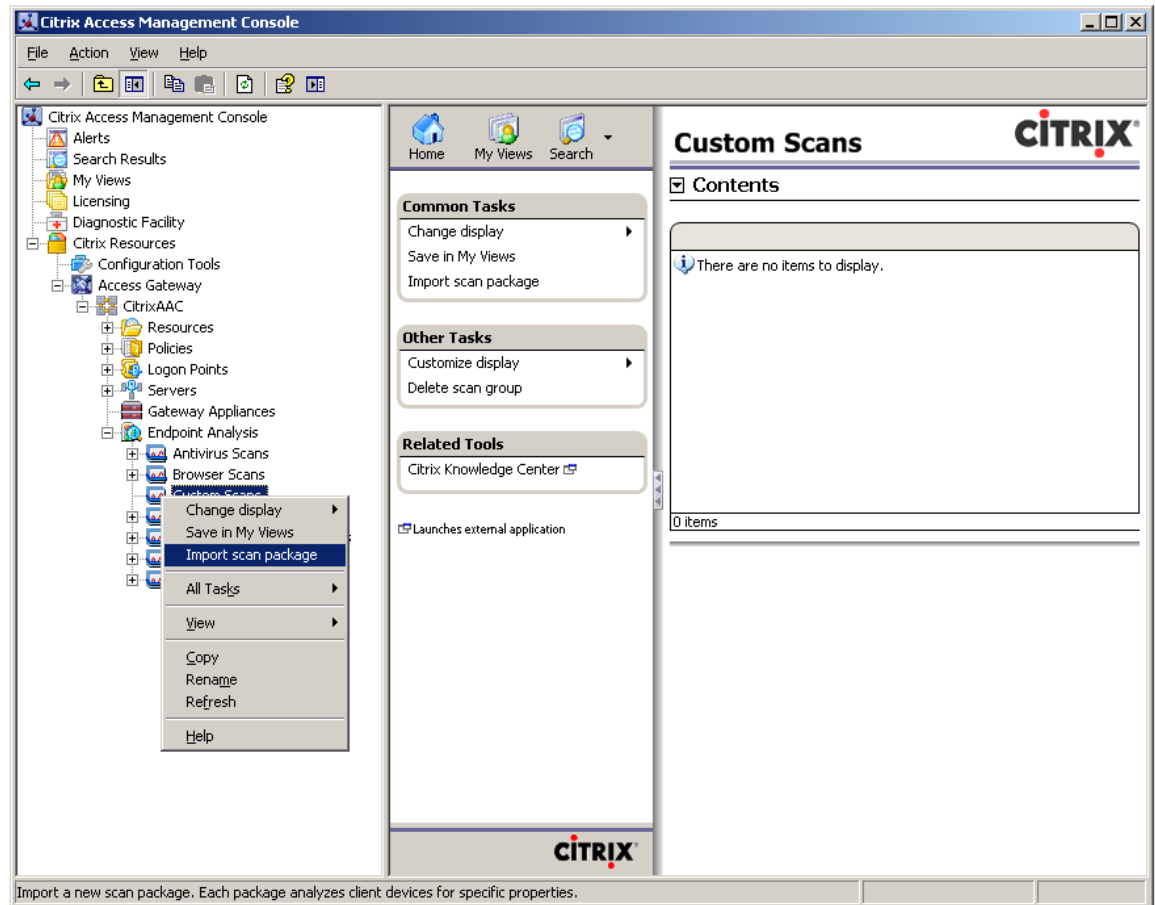 Citrix Access Management Console
File Action View Help
Citrix Access Management Console
Alerts
Search Results
My Views
Licensing
Diagnostic Facility
Citrix Resources
Configuration Tools
Access Gateway
CitrixAAC
Resources
Policies
Logon Points
Servers
Gateway Appliances
Endpoint Analysis
Antivirus Scans
Browser Scans
Custom Scans
Change display
Save in My Views
Import scan package
All Tasks
View
Copy
Rename
Refresh
Help
Home My Views Search
Common Tasks
Change display
Save in My Views
Import scan package
Other Tasks
Customize display
Delete scan group
Related Tools
Citrix Knowledge Center
Launches external application
CITRIX
Custom Scans
CITRIX®
Contents
There are no items to display.
0 items
Import a new scan package. Each package analyzes client devices for specific properties.